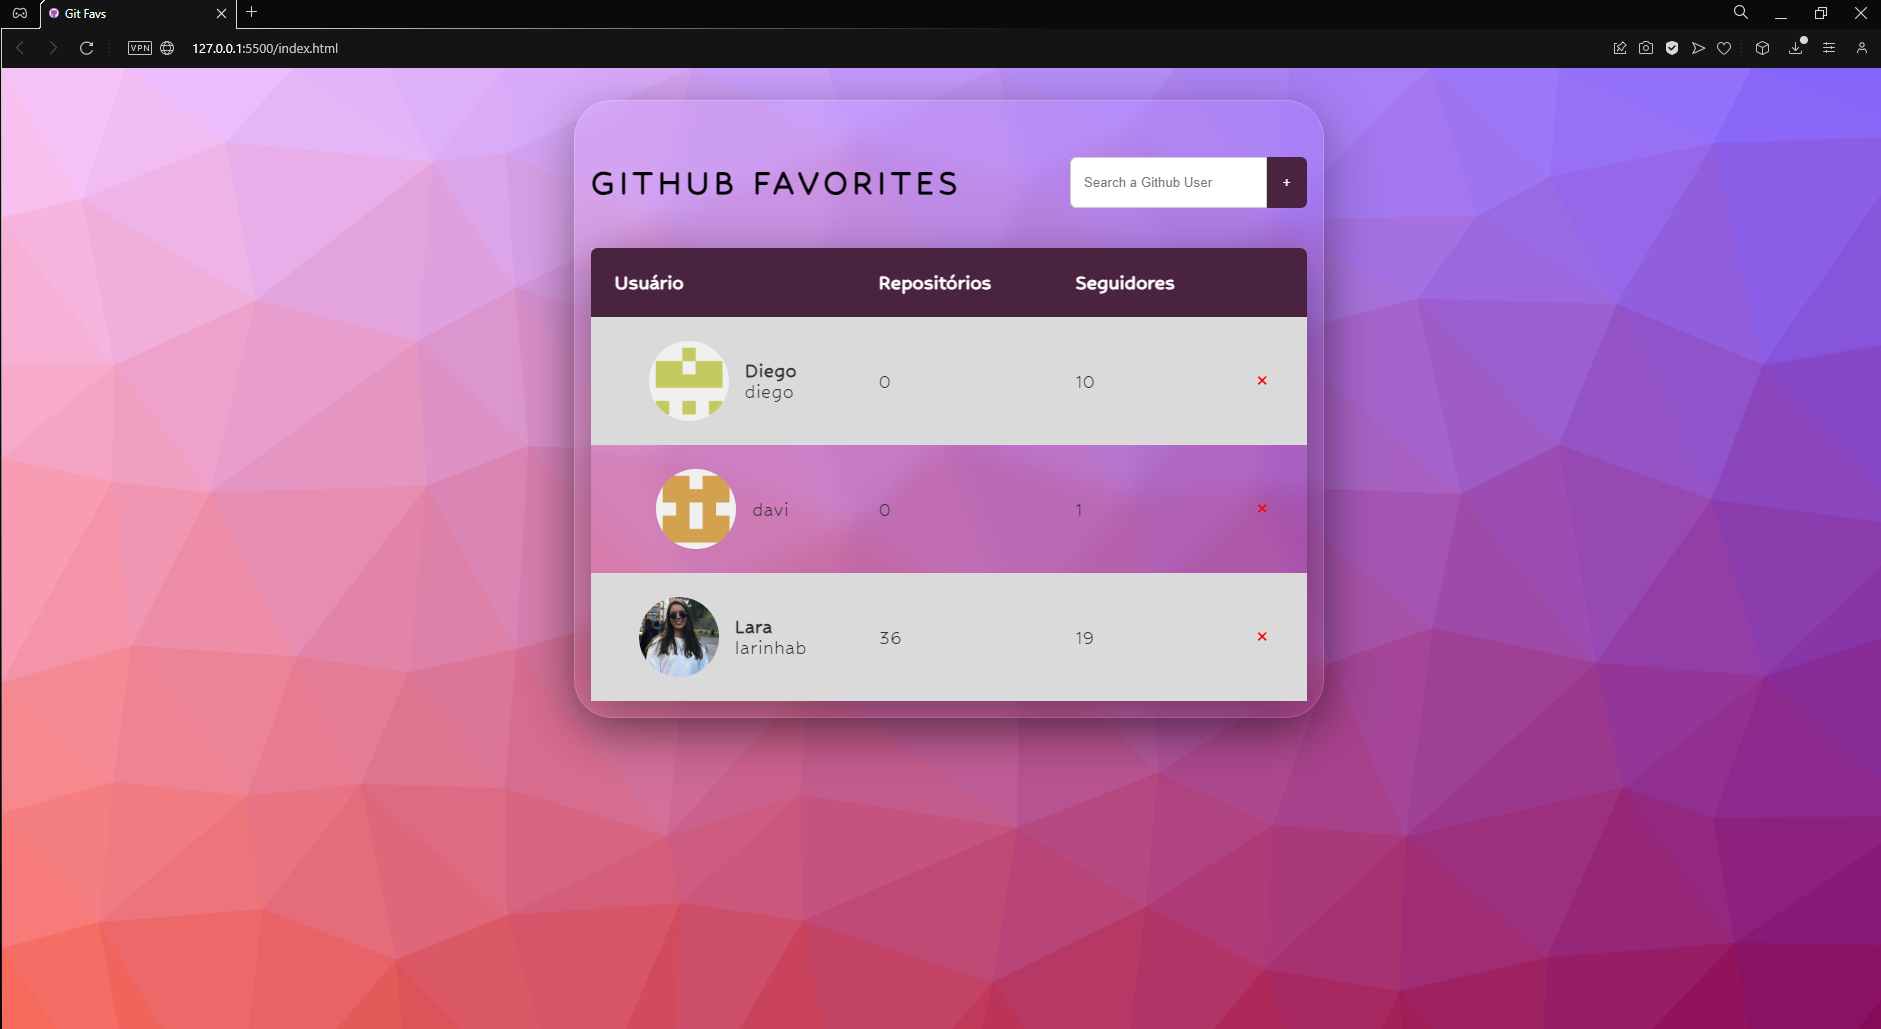 Git Favs
VPN 127.0.0.1:5500/index.html
GITHUB FAVORITES
Search a Github User +
Usuário Repositórios Seguidores
Diego
diego 0 10
davi 0 1
Lara
larinhab 36 19